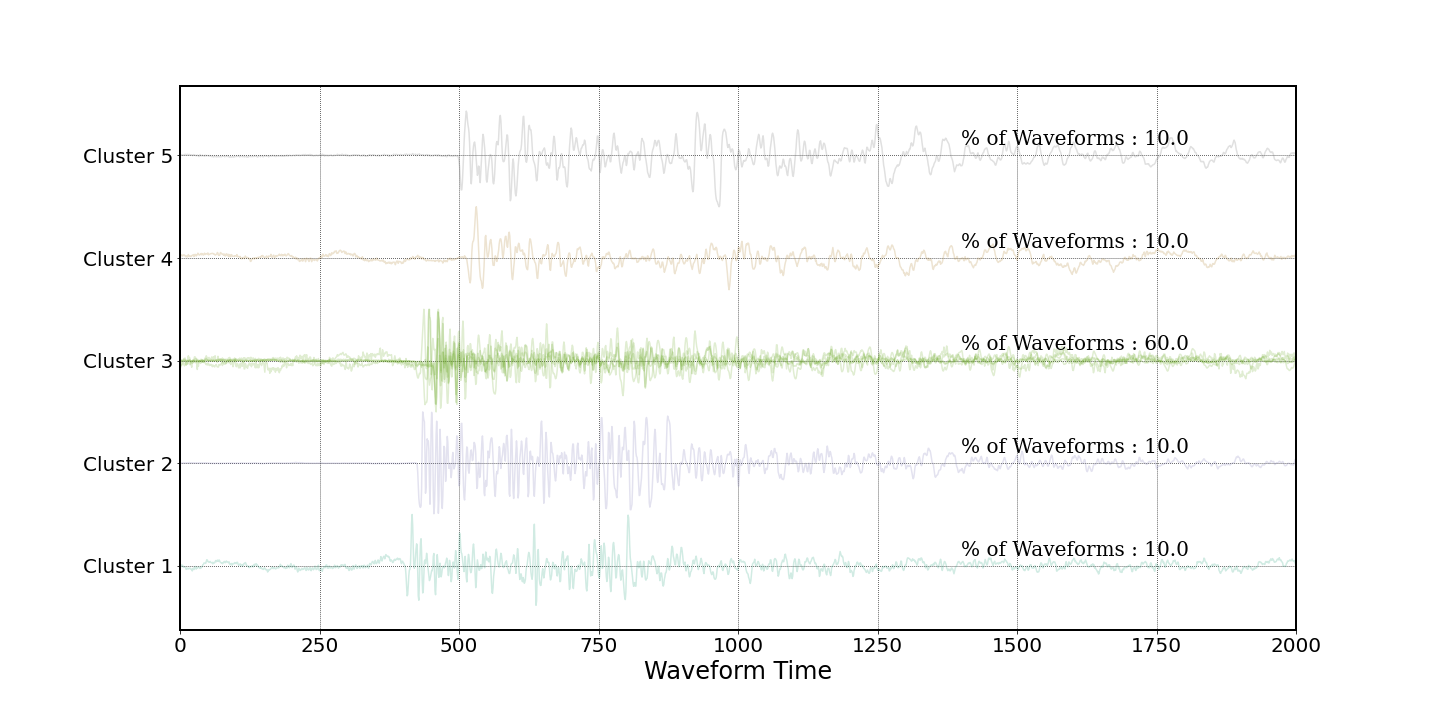 Cluster 5 % of Waveforms : 10.0
Cluster 4 % of Waveforms : 10.0
Cluster 3 % of Waveforms : 60.0
Cluster 2 % of Waveforms : 10.0
Cluster 1 % of Waveforms : 10.0
0 250 500 750 1000 1250 1500 1750 2000
Waveform Time